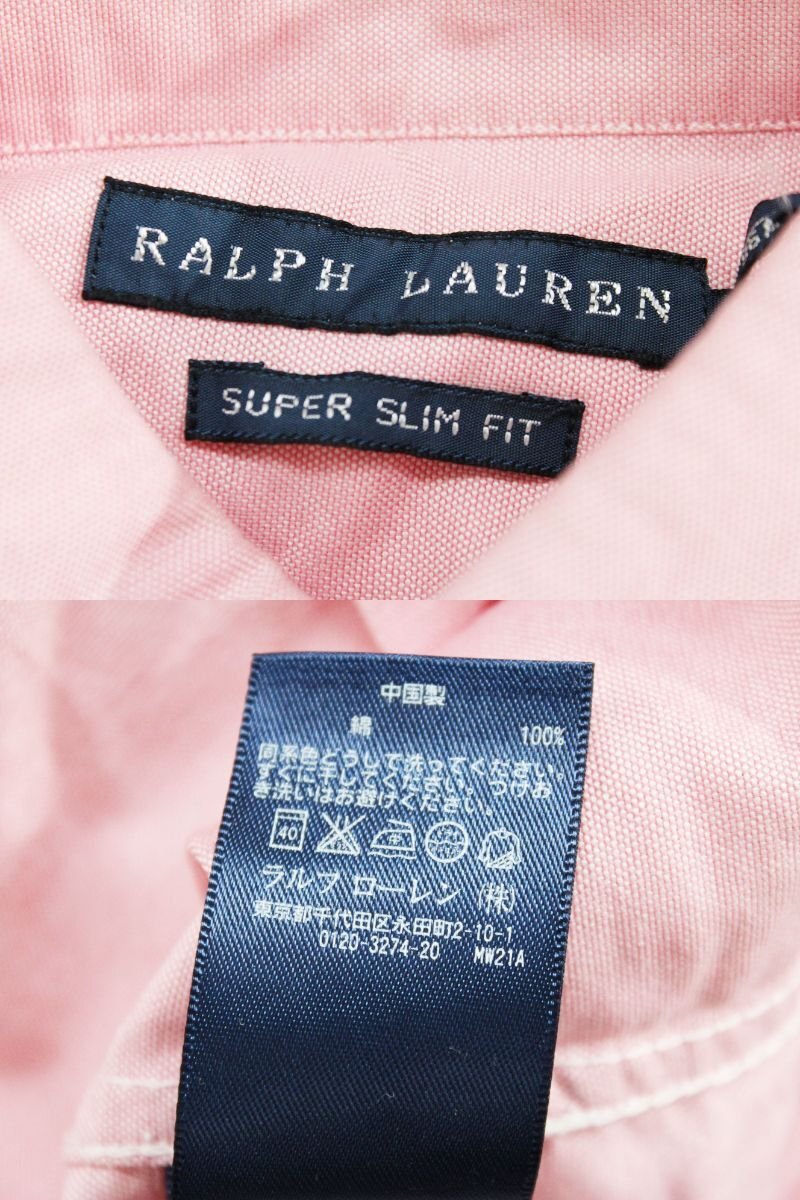 RALPH LAUREN
SUPER SLIM FIT
中国製
綿 100%
同系色どうしで洗ってください。
すぐに干してください。つけお
き洗いはお避けください。
40
ラルフ ローレン (株)
東京都千代田区永田町2-10-1
0120-3274-20 MW21A